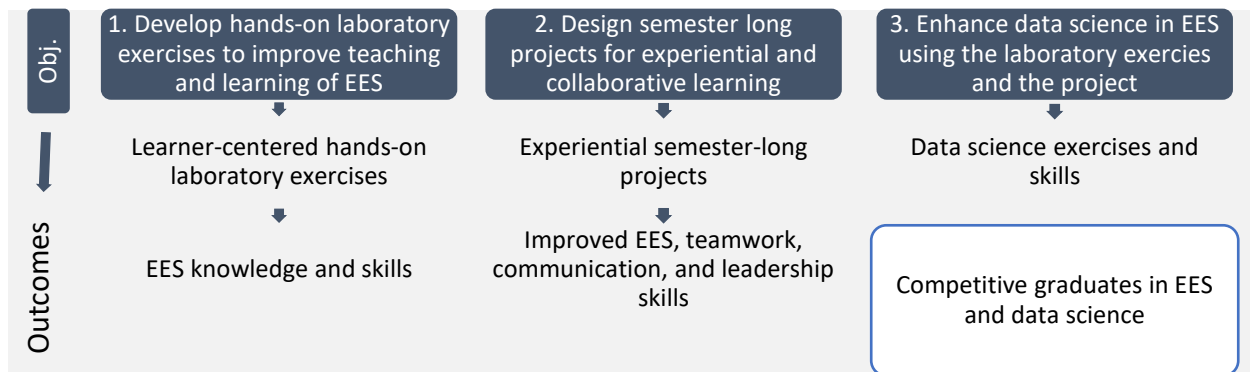 Obj.
1. Develop hands-on laboratory
exercises to improve teaching
and learning of EES
2. Design semester long
projects for experiential and
collaborative learning
3. Enhance data science in EES
using the laboratory exercies
and the project
Outcomes
Learner-centered hands-on
laboratory exercises
EES knowledge and skills
Experiential semester-long
projects
Improved EES, teamwork,
communication, and leadership
skills
Data science exercises and
skills
Competitive graduates in EES
and data science